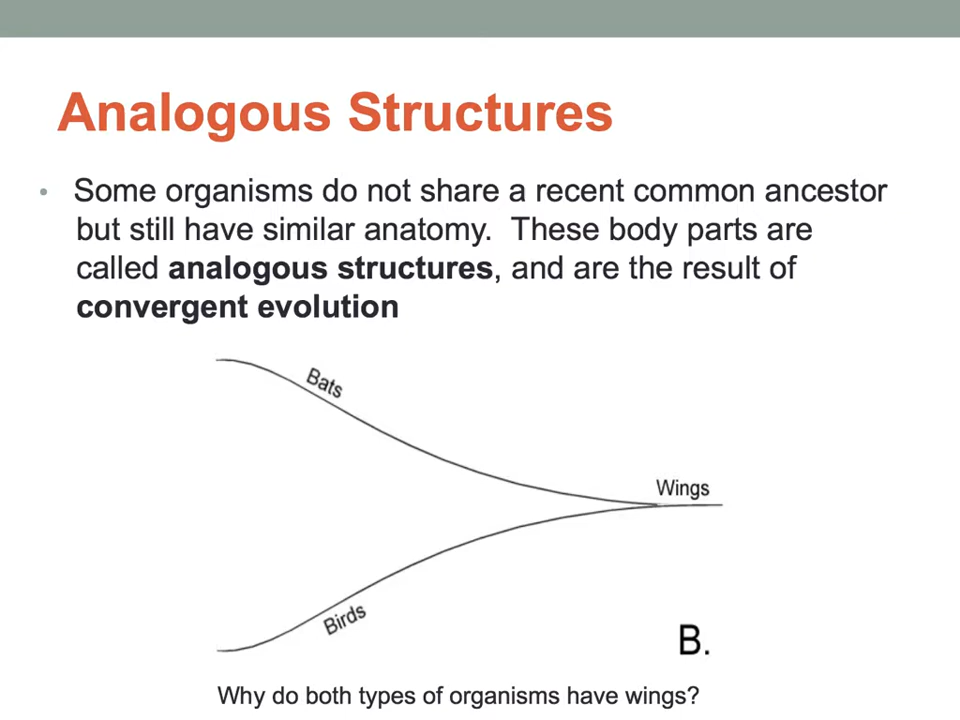 Analogous Structures
• Some organisms do not share a recent common ancestor
but still have similar anatomy.  These body parts are
called analogous structures, and are the result of
convergent evolution
Bats
Wings
Birds
B.
Why do both types of organisms have wings?